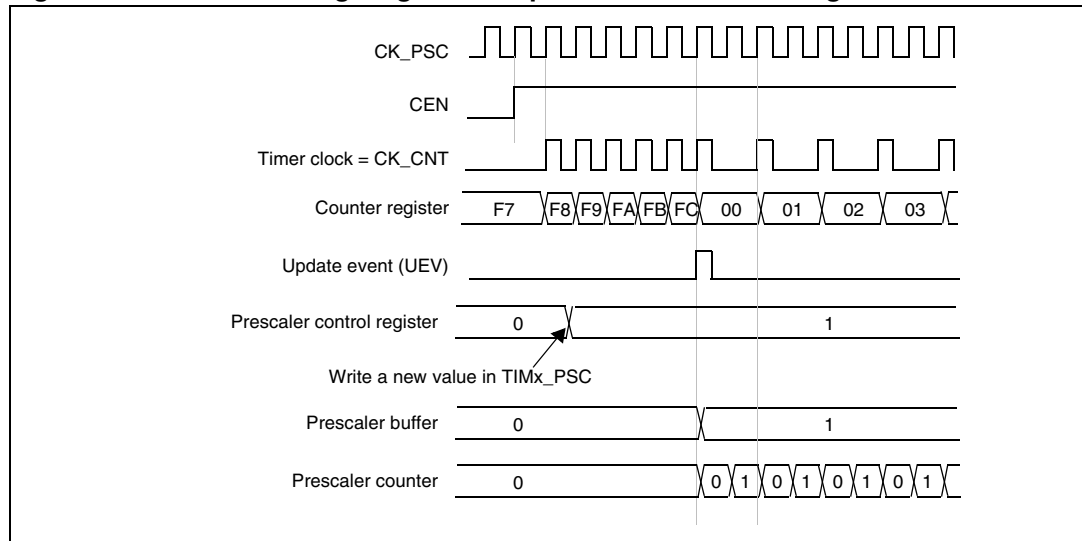 CK_PSC
CEN
Timer clock = CK_CNT
Counter register F7 F8 F9 FA FB FC 00 01 02 03
Update event (UEV)
Prescaler control register 0 1
Write a new value in TIMx_PSC
Prescaler buffer 0 1
Prescaler counter 0 0 1 0 1 0 1 0 1